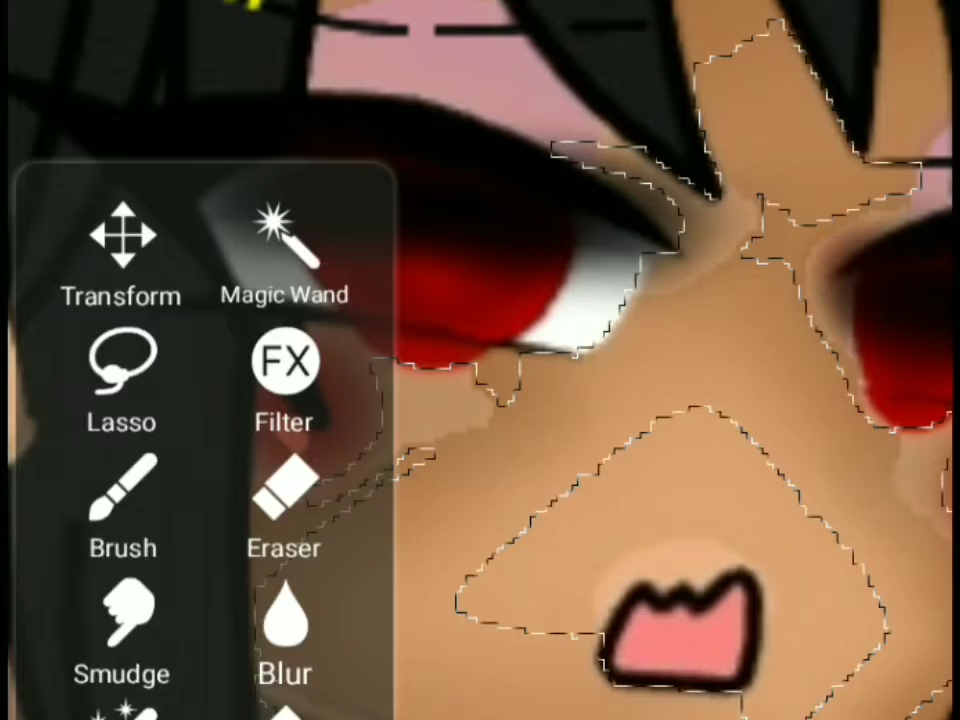 Transform Magic Wand
Lasso FX Filter
Brush Eraser
Smudge Blur